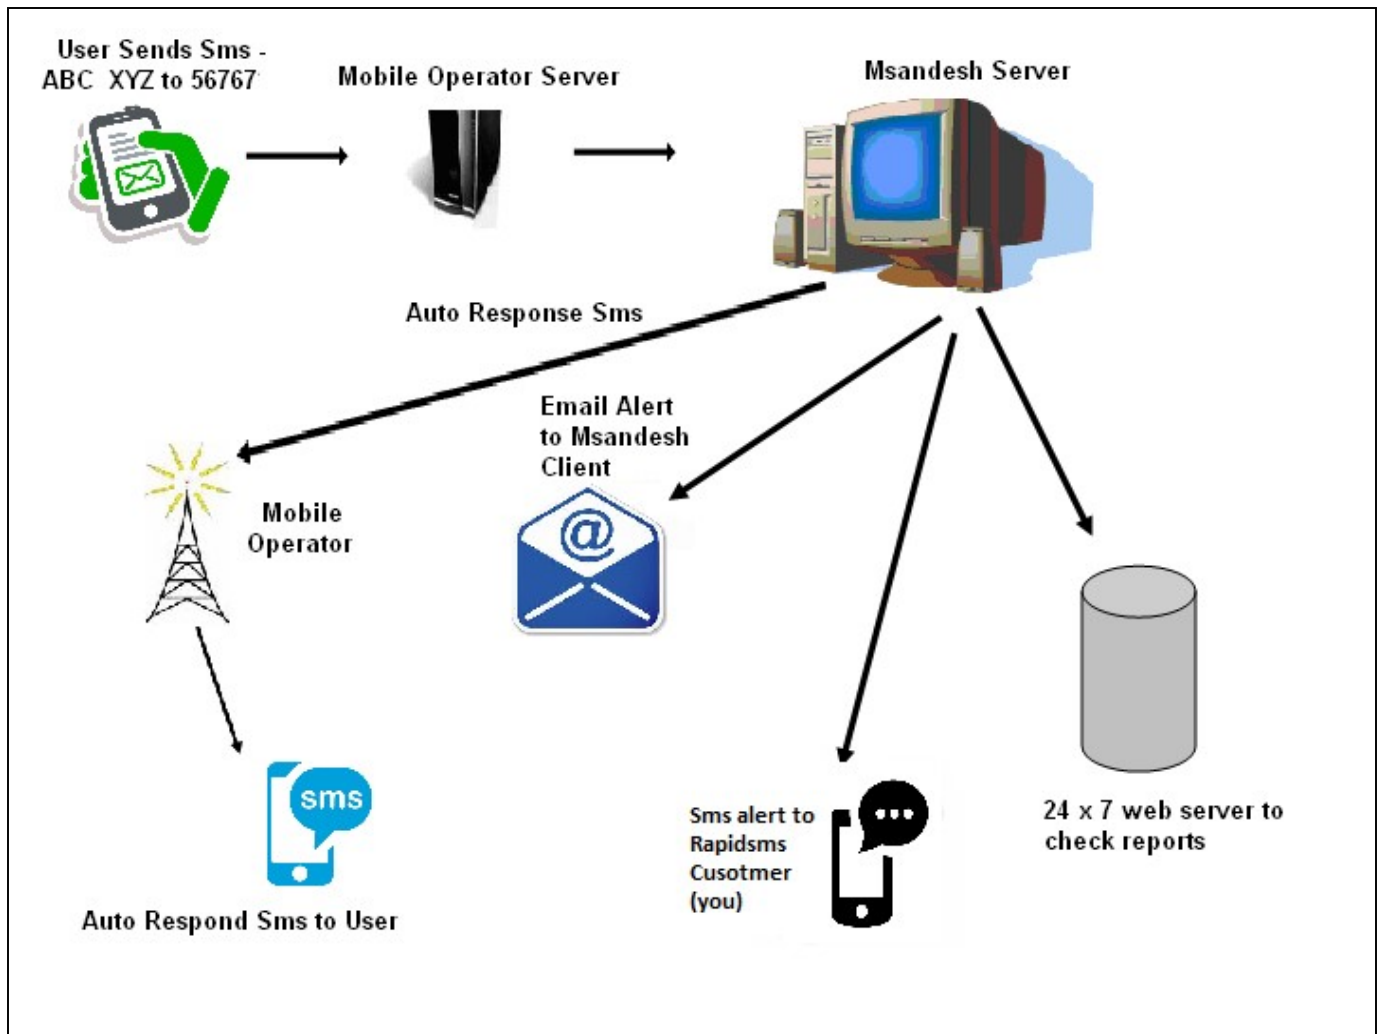 User Sends Sms -
ABC XYZ to 56767
Mobile Operator Server
Msandesh Server
Auto Response Sms
Email Alert
to Msandesh
Client
@
Mobile
Operator
sms
Auto Respond Sms to User
Sms alert to
Rapidsms
Cusotmer
(you)
24 x 7 web server to
check reports